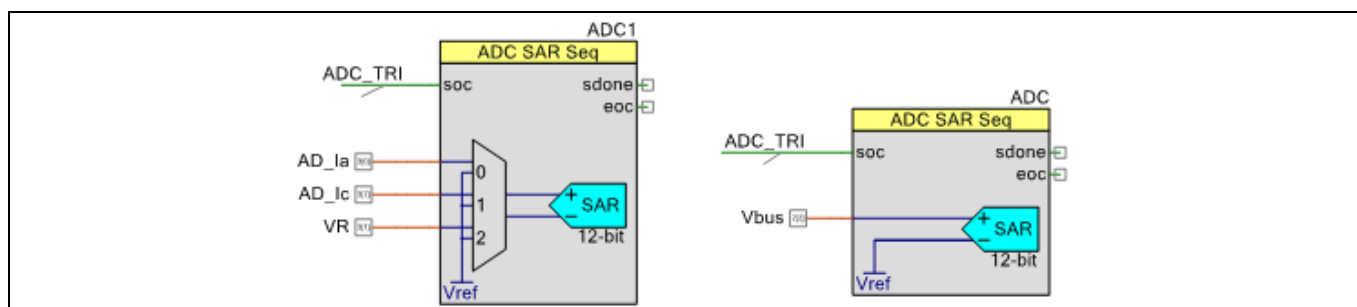 ADC1
ADC SAR Seq
ADC_TRI
soc
sdone
eoc
AD_Ia
0
AD_Ic
1
VR
2
+
SAR
−
12-bit
Vref
ADC
ADC SAR Seq
ADC_TRI
soc
sdone
eoc
Vbus
+
SAR
−
12-bit
Vref